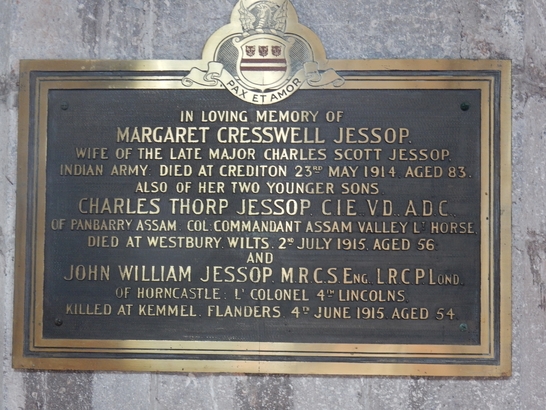 PAX ET AMOR
IN LOVING MEMORY OF
MARGARET CRESSWELL JESSOP.
WIFE OF THE LATE MAJOR CHARLES SCOTT JESSOP.
INDIAN ARMY. DIED AT CREDITON 23RD MAY 1914. AGED 83.
ALSO OF HER TWO YOUNGER SONS
CHARLES THORP JESSOP. C.I.E. V.D. A.D.C.
OF PANBARRY ASSAM. COL COMMANDANT ASSAM VALLEY LT HORSE.
DIED AT WESTBURY. WILTS. 2ND JULY 1915. AGED 56.
AND
JOHN WILLIAM JESSOP. M.R.C.S. ENG. L.R.C.P LOND.
OF HORNCASTLE: LT COLONEL 4TH LINCOLNS.
KILLED AT KEMMEL. FLANDERS. 4TH JUNE 1915 AGED 54.